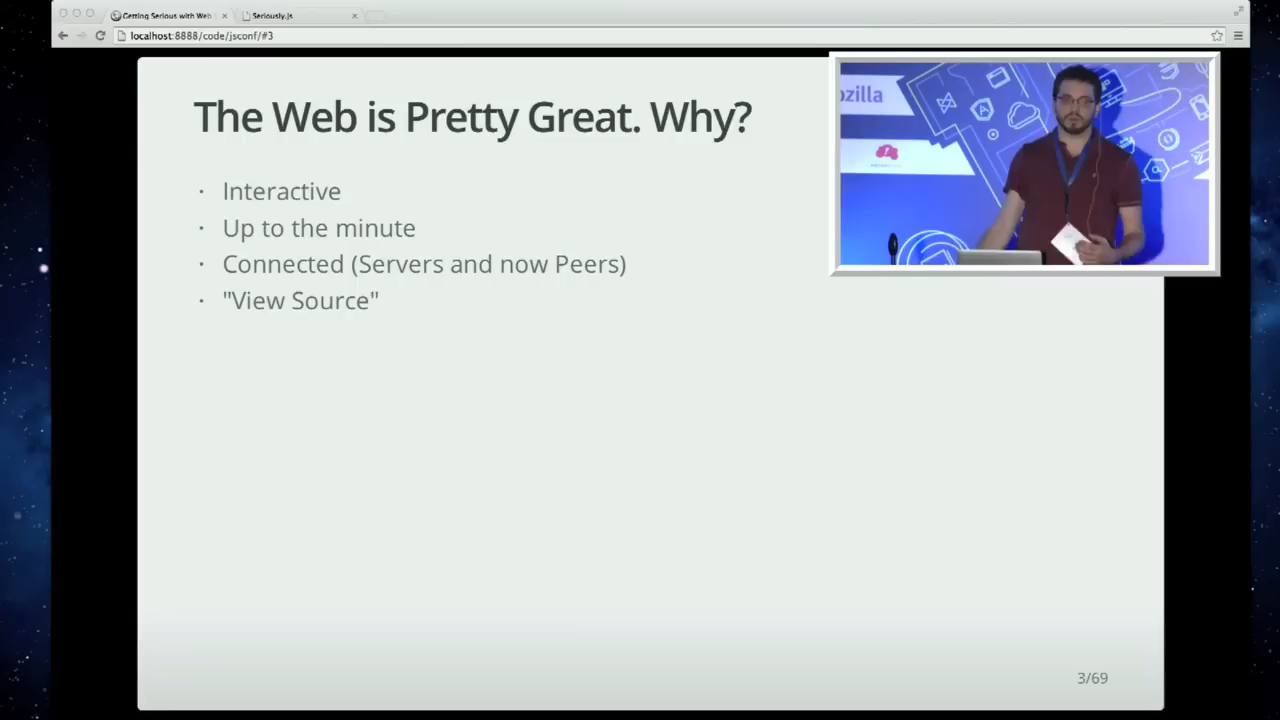 Getting Serious with Web
Seriously.js
localhost:8888/code/jsconf/#3
The Web is Pretty Great. Why?
· Interactive
· Up to the minute
· Connected (Servers and now Peers)
· "View Source"
ozilla
3/69